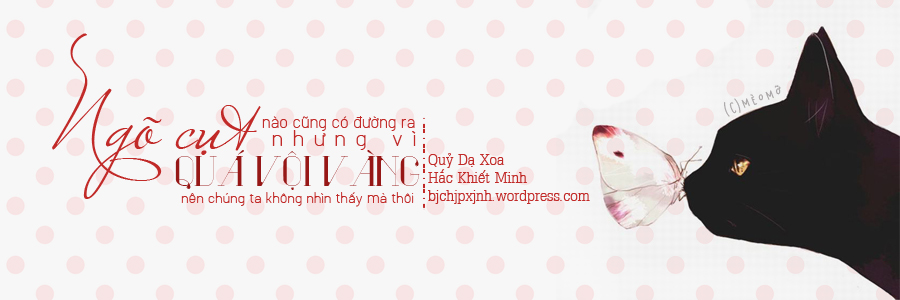 Ngõ cụt nào cũng có đường ra
nhưng vì
QUÁ VỘI VÀNG
nên chúng ta không nhìn thấy mà thôi
Quỷ Dạ Xoa
Hắc Khiết Minh
bjchjpxjnh.wordpress.com
(C)MÈOMỠ